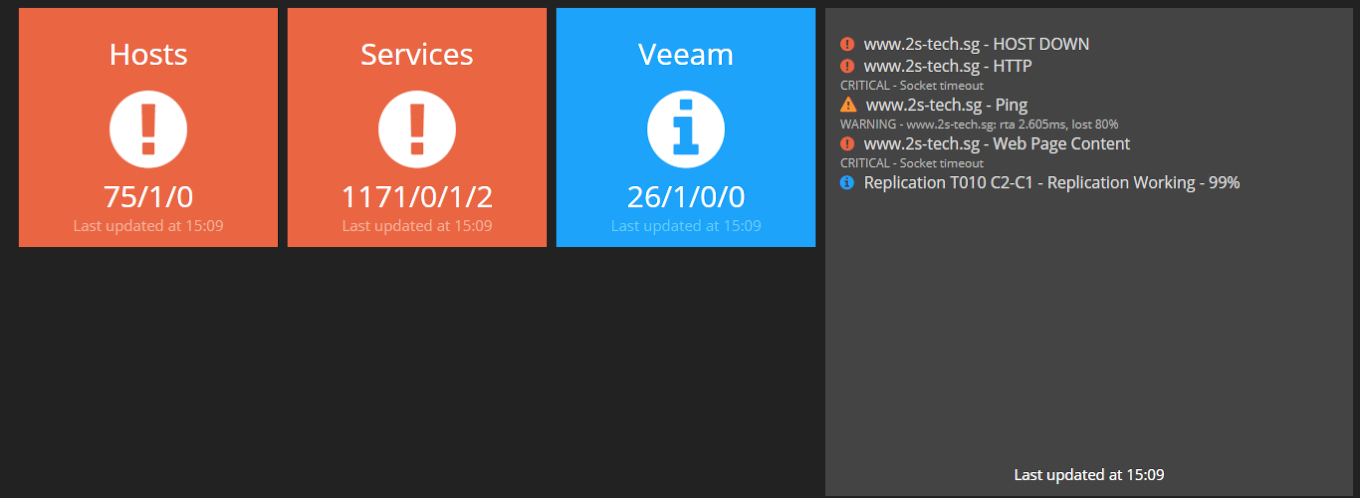 Hosts
75/1/0
Last updated at 15:09
Services
1171/0/1/2
Last updated at 15:09
Veeam
26/1/0/0
Last updated at 15:09
www.2s-tech.sg - HOST DOWN
www.2s-tech.sg - HTTP
CRITICAL - Socket timeout
www.2s-tech.sg - Ping
WARNING - www.2s-tech.sg: rta 2.605ms, lost 80%
www.2s-tech.sg - Web Page Content
CRITICAL - Socket timeout
Replication T010 C2-C1 - Replication Working - 99%
Last updated at 15:09